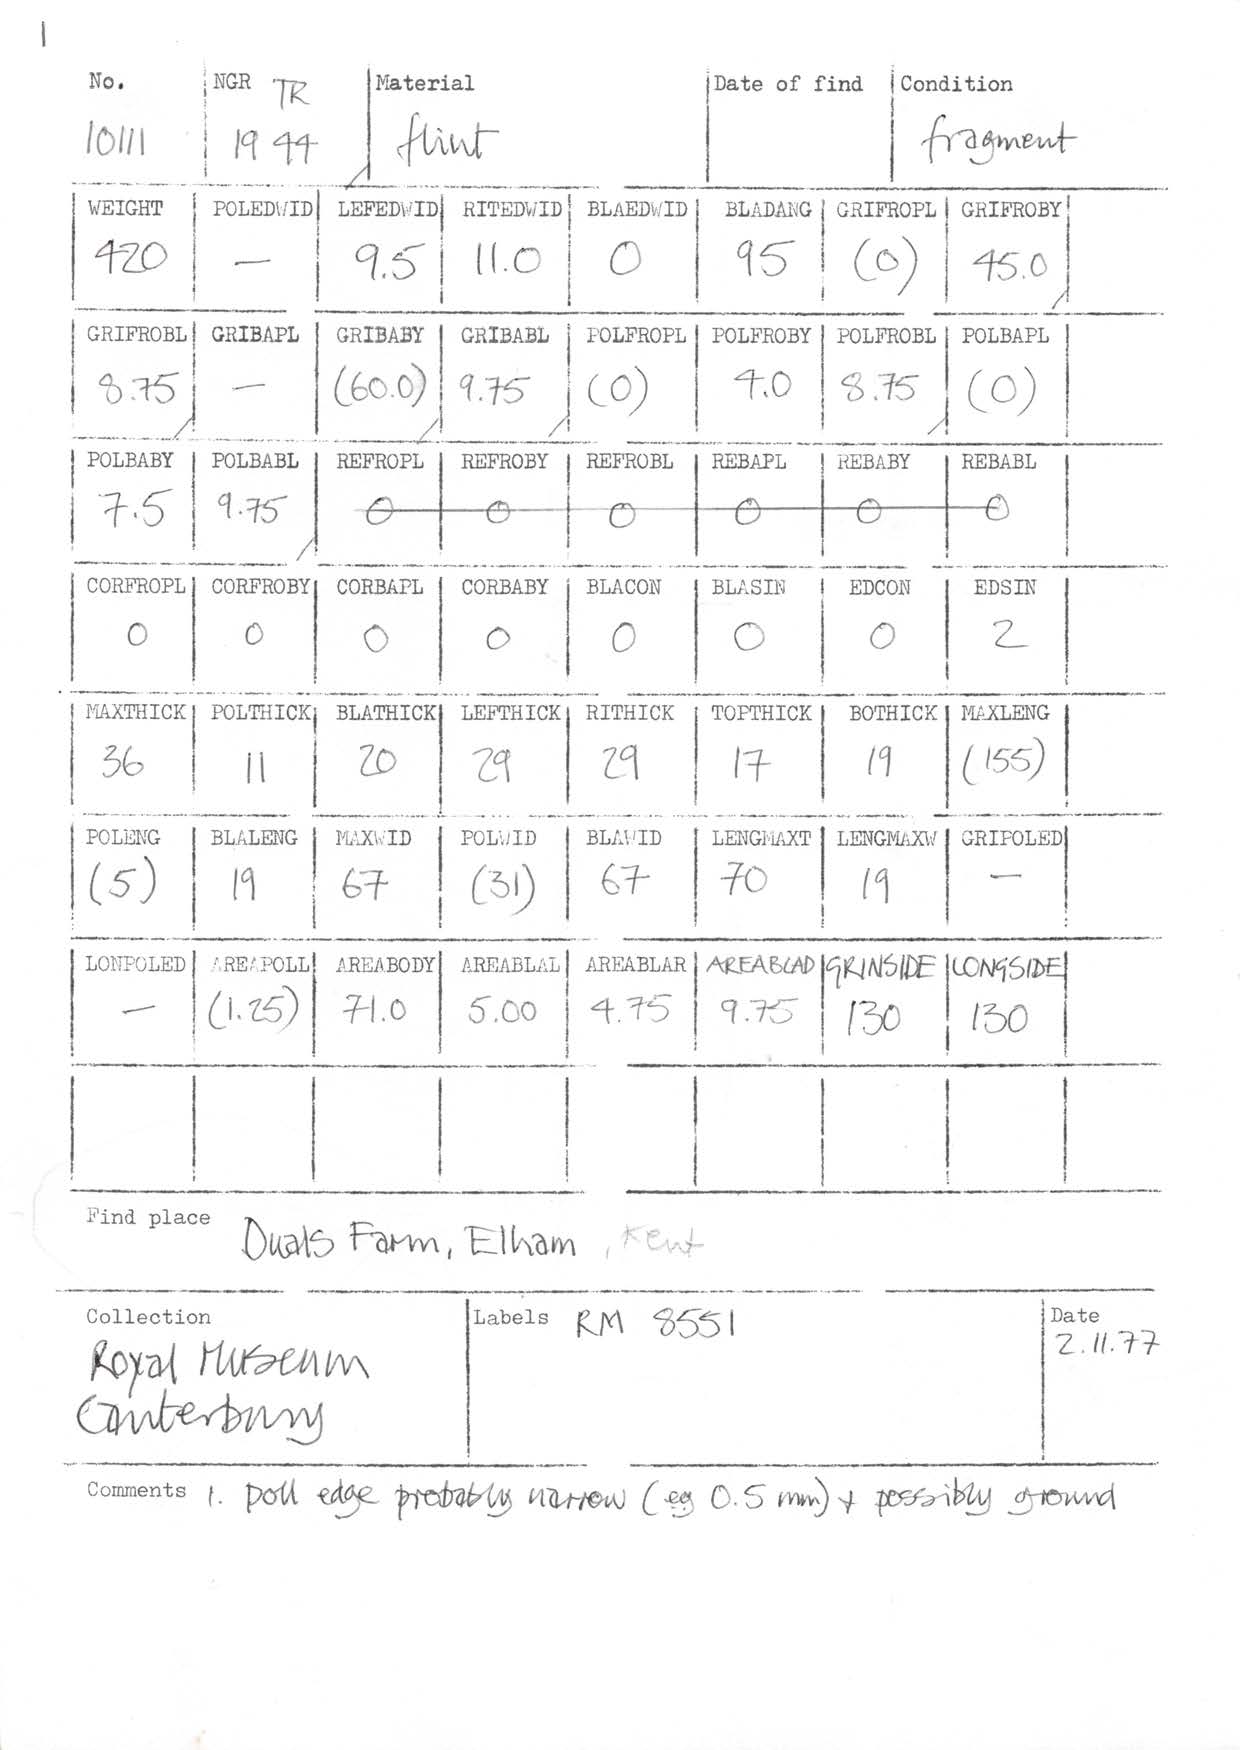 1
No. NGR TR Material Date of find Condition
10111 19 44 flint fragment
WEIGHT POLEDWID LEFEDWID RITEDWID BLAEDWID BLADANG GRIFROPL GRIFROBY
420 — 9.5 11.0 0 95 (0) 45.0
GRIFROBL GRIBAPL GRIBABY GRIBABL POLFROPL POLFROBY POLFROBL POLBAPL
8.75 — (60.0) 9.75 (0) 4.0 8.75 (0)
POLBABY POLBABL REFROPL REFROBY REFROBL REBAPL REBABY REBABL
7.5 9.75 0 0 0 0 0 0
CORFROPL CORFROBY CORBAPL CORBABY BLACON BLASIN EDCON EDSIN
0 0 0 0 0 0 0 2
MAXTHICK POLTHICK BLATHICK LEFTHICK RITHICK TOPTHICK BOTHICK MAXLENG
36 11 20 29 29 17 19 (155)
POLENG BLALENG MAXWID POLWID BLAWID LENGMAXT LENGMAXW GRIPOLED
(5) 19 67 (31) 67 70 19 —
LONPOLED AREAPOLL AREABODY AREABLAL AREABLAR AREABLAD GRINSIDE LONGSIDE
— (1.25) 71.0 5.00 4.75 9.75 130 130
Find place Duals Farm, Elham, Kent
Collection Labels RM 8551 Date
2.11.77
Royal Museum
Canterbury
Comments 1. poll edge probably narrow (eg 0.5 mm) + possibly ground